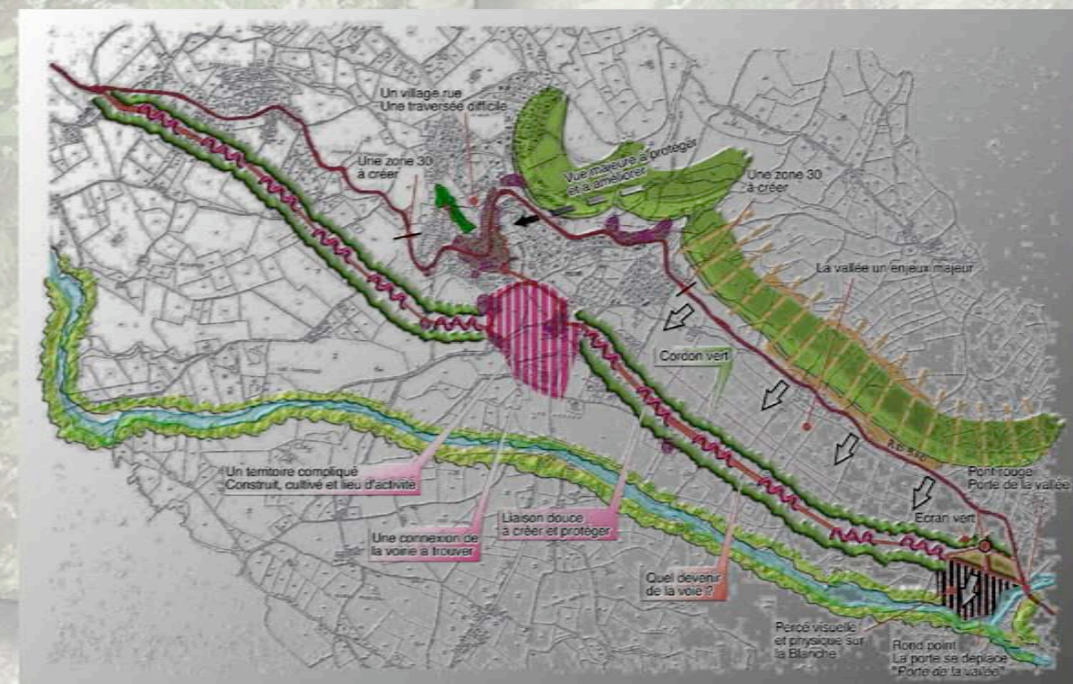 Un village rue
Une traversée difficile
Une zone 30
à créer
Vue majeure à protéger
et à améliorer
Une zone 30
à créer
La vallée un enjeux majeur
Cordon vert
Un territoire compliqué
Construit, cultivé et lieu d'activité
Une connexion de
la voirie à trouver
Liaison douce
à créer et protéger
Quel devenir
de la voie ?
Pont rouge
Porte de la vallée
Ecran vert
Percé visuelle
et physique sur
la Blanche
Rond point
La porte se déplace
"Porte de la vallée"